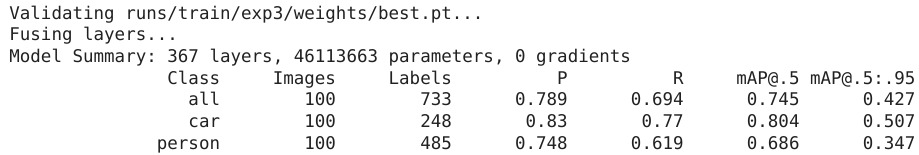 Validating runs/train/exp3/weights/best.pt...
Fusing layers...
Model Summary: 367 layers, 46113663 parameters, 0 gradients
Class Images Labels P R mAP@.5 mAP@.5:.95
all 100 733 0.789 0.694 0.745 0.427
car 100 248 0.83 0.77 0.804 0.507
person 100 485 0.748 0.619 0.686 0.347